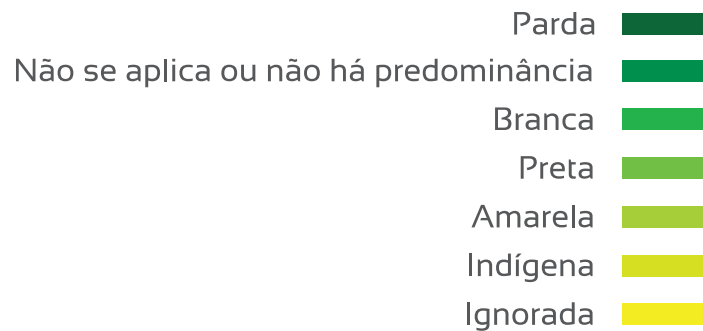 Parda
Não se aplica ou não há predominância
Branca
Preta
Amarela
Indígena
Ignorada